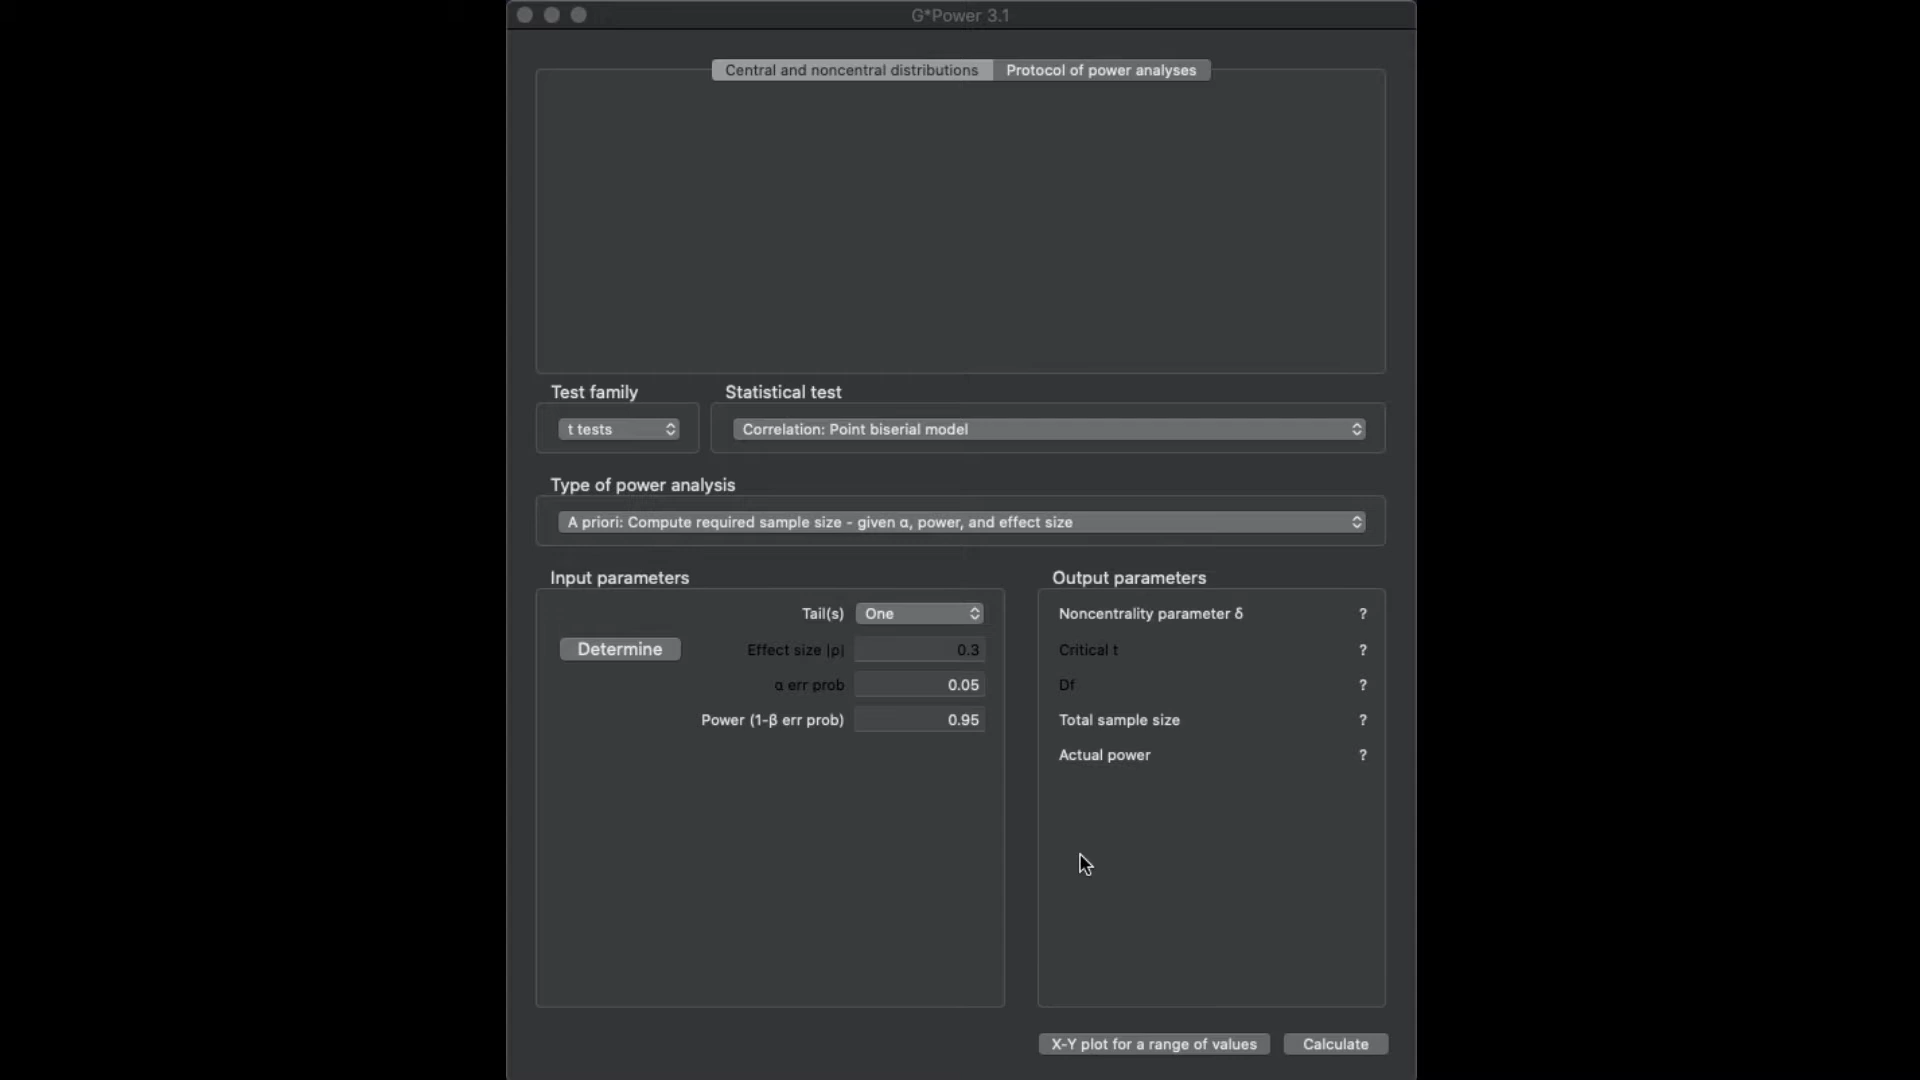 G*Power 3.1
Central and noncentral distributions Protocol of power analyses
Test family Statistical test
t tests Correlation: Point biserial model
Type of power analysis
A priori: Compute required sample size - given α, power, and effect size
Input parameters Output parameters
Tail(s) One Noncentrality parameter δ ?
Determine Effect size |ρ| 0.3 Critical t ?
α err prob 0.05 Df ?
Power (1-β err prob) 0.95 Total sample size ?
Actual power ?
X-Y plot for a range of values Calculate